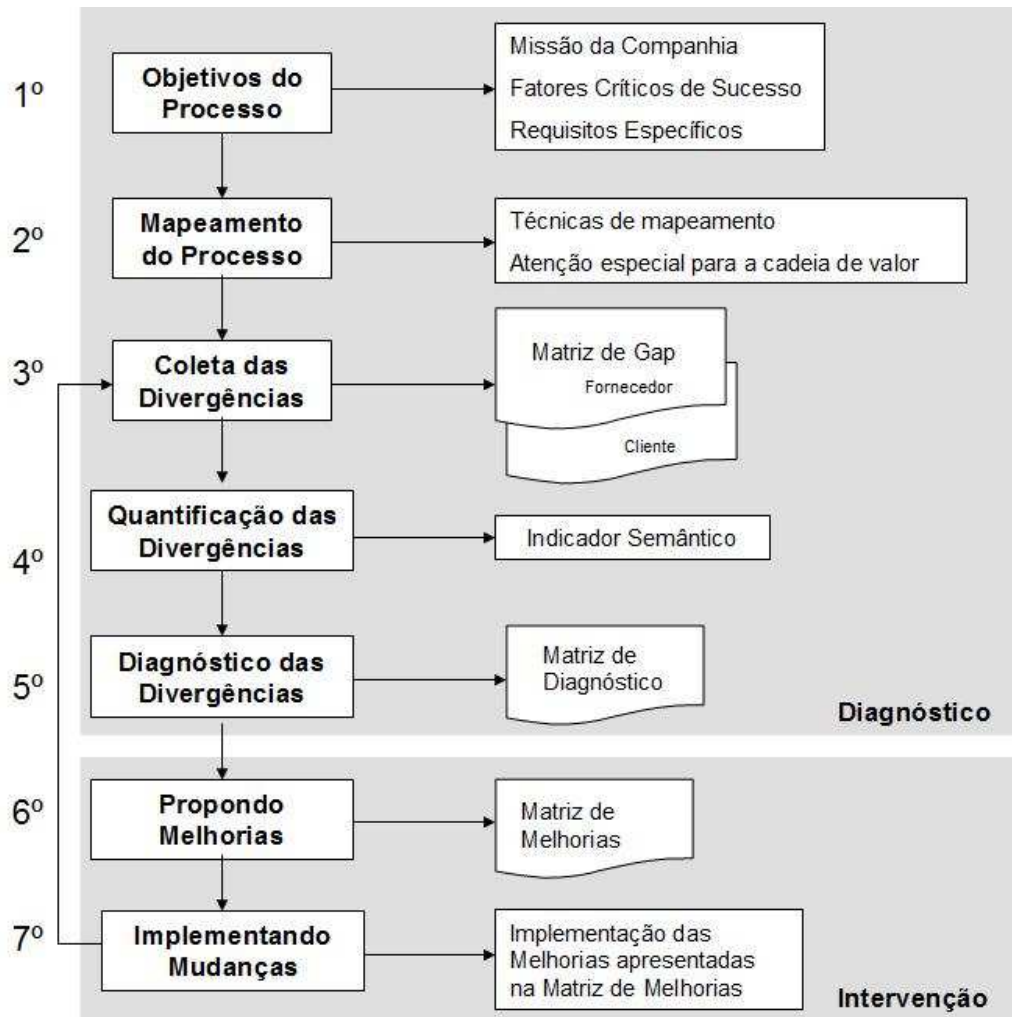 1º
Objetivos do
Processo
Missão da Companhia
Fatores Críticos de Sucesso
Requisitos Específicos
2º
Mapeamento
do Processo
Técnicas de mapeamento
Atenção especial para a cadeia de valor
3º
Coleta das
Divergências
Matriz de Gap
Fornecedor
Cliente
4º
Quantificação das
Divergências
Indicador Semântico
5º
Diagnóstico das
Divergências
Matriz de
Diagnóstico
Diagnóstico
6º
Propondo
Melhorias
Matriz de
Melhorias
7º
Implementando
Mudanças
Implementação das
Melhorias apresentadas
na Matriz de Melhorias
Intervenção